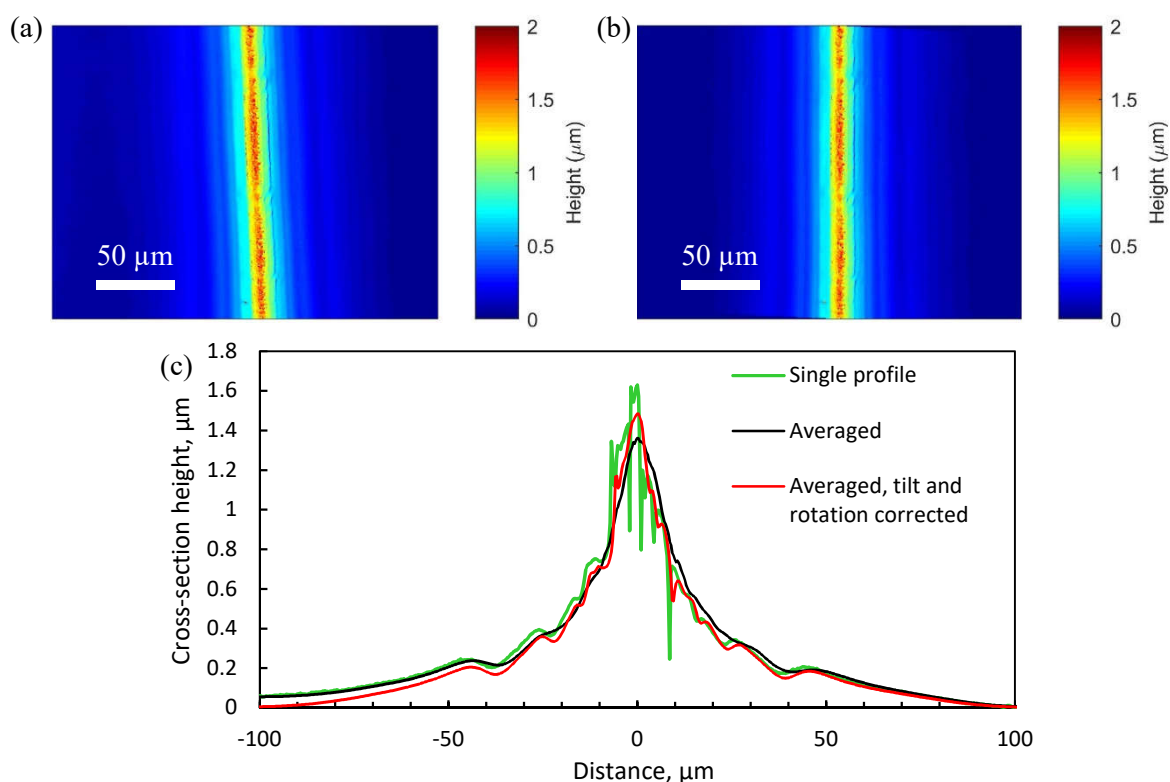 (a)
50 µm
2
1.5
1
0.5
0
Height (µm)
(b)
50 µm
2
1.5
1
0.5
0
Height (µm)
(c)
Cross-section height, µm
1.8
1.6
1.4
1.2
1
0.8
0.6
0.4
0.2
0
Single profile
Averaged
Averaged, tilt and
rotation corrected
-100
-50
0
50
100
Distance, µm